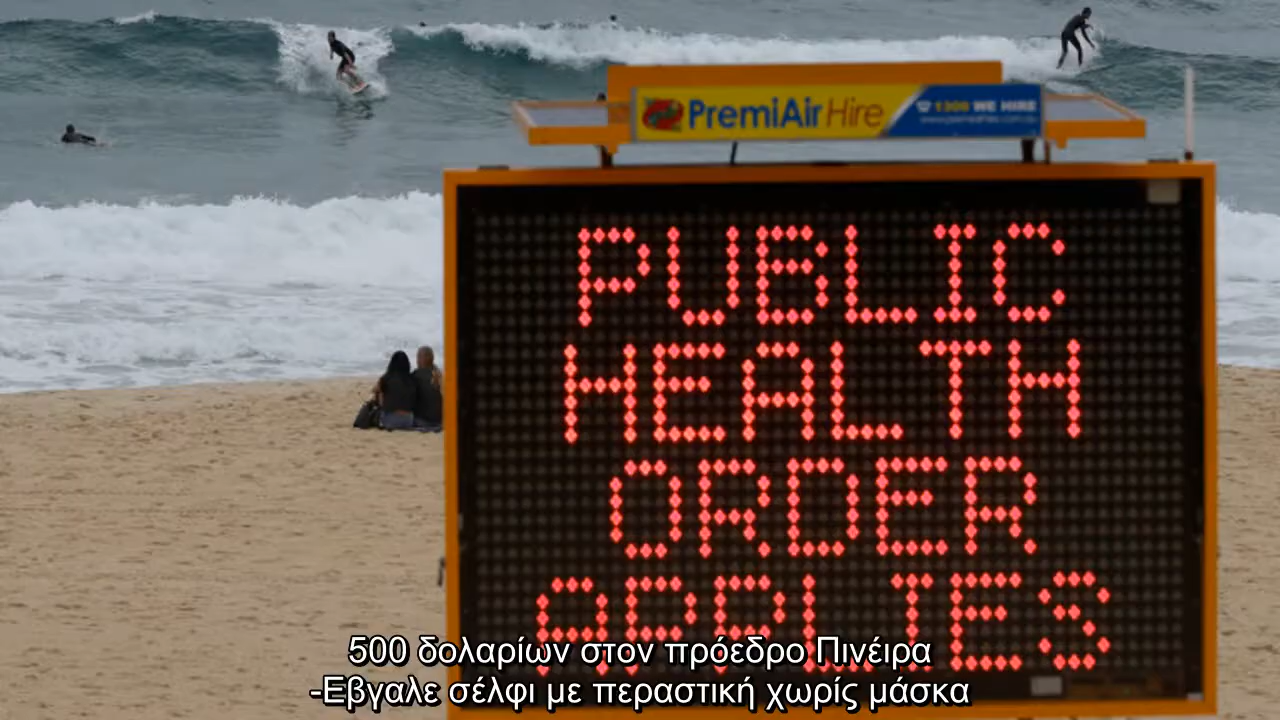 PremiAir Hire
1300 WE HIRE
PUBLIC
HEALTH
ORDER
APPLIES
500 δολαρίων στον πρόεδρο Πινέιρα
-Εβγαλε σέλφι με περαστική χωρίς μάσκα